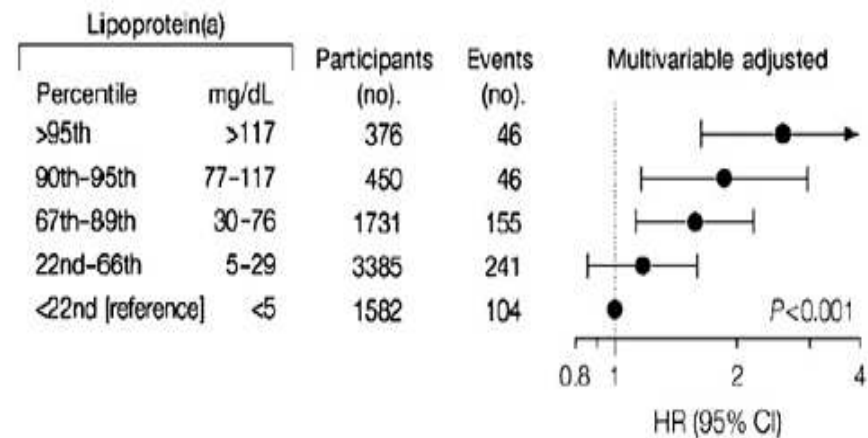 Lipoprotein(a)
Participants Events Multivariable adjusted
Percentile mg/dL (no). (no).
>95th >117 376 46
90th–95th 77–117 450 46
67th–89th 30–76 1731 155
22nd–66th 5–29 3385 241
<22nd [reference] <5 1582 104 P<0.001
0.8 1 2 4
HR (95% CI)